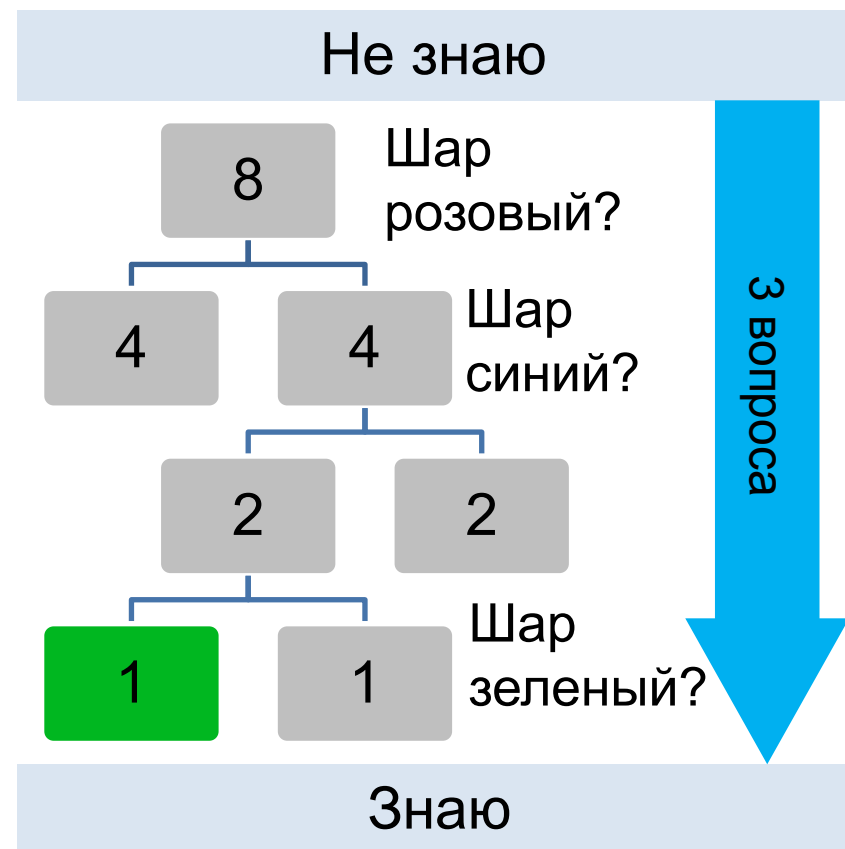 Не знаю
8
Шар
розовый?
4
4
Шар
синий?
3 вопроса
2
2
1
1
Шар
зеленый?
Знаю